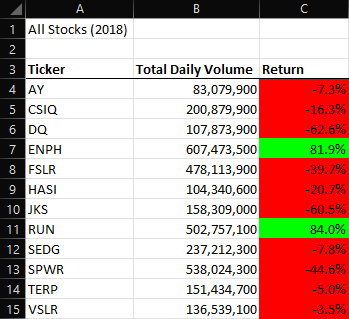 A B C
1 All Stocks (2018)
2
3 Ticker Total Daily Volume Return
4 AY 83,079,900 -7.3%
5 CSIQ 200,879,900 -16.3%
6 DQ 107,873,900 -62.6%
7 ENPH 607,473,500 81.9%
8 FSLR 478,113,900 -39.7%
9 HASI 104,340,600 -20.7%
10 JKS 158,309,000 -60.5%
11 RUN 502,757,100 84.0%
12 SEDG 237,212,300 -7.8%
13 SPWR 538,024,300 -44.6%
14 TERP 151,434,700 -5.0%
15 VSLR 136,539,100 -3.5%